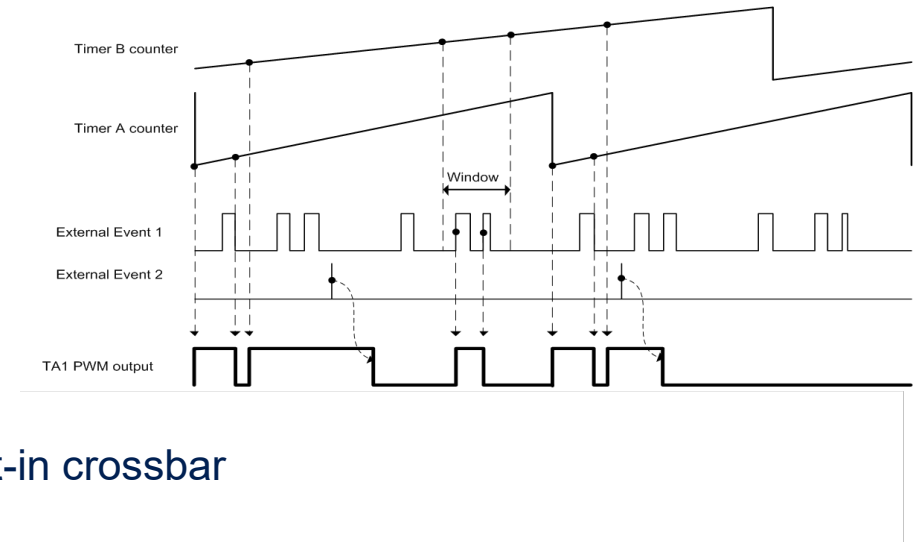 Timer B counter
Timer A counter
Window
External Event 1
External Event 2
TA1 PWM output
t-in crossbar